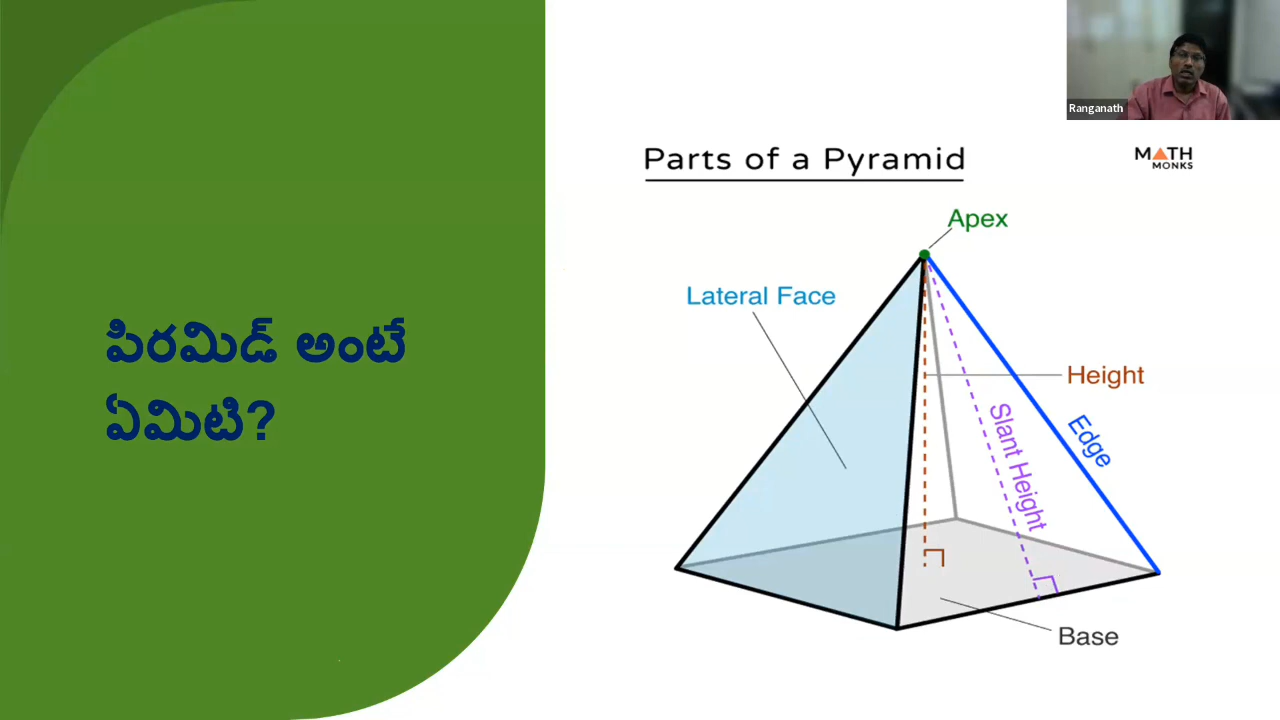 Ranganath
పిరమిడ్ అంటే
ఏమిటి?
Parts of a Pyramid
MATH
MONKS
Apex
Lateral Face
Height
Slant Height
Edge
Base